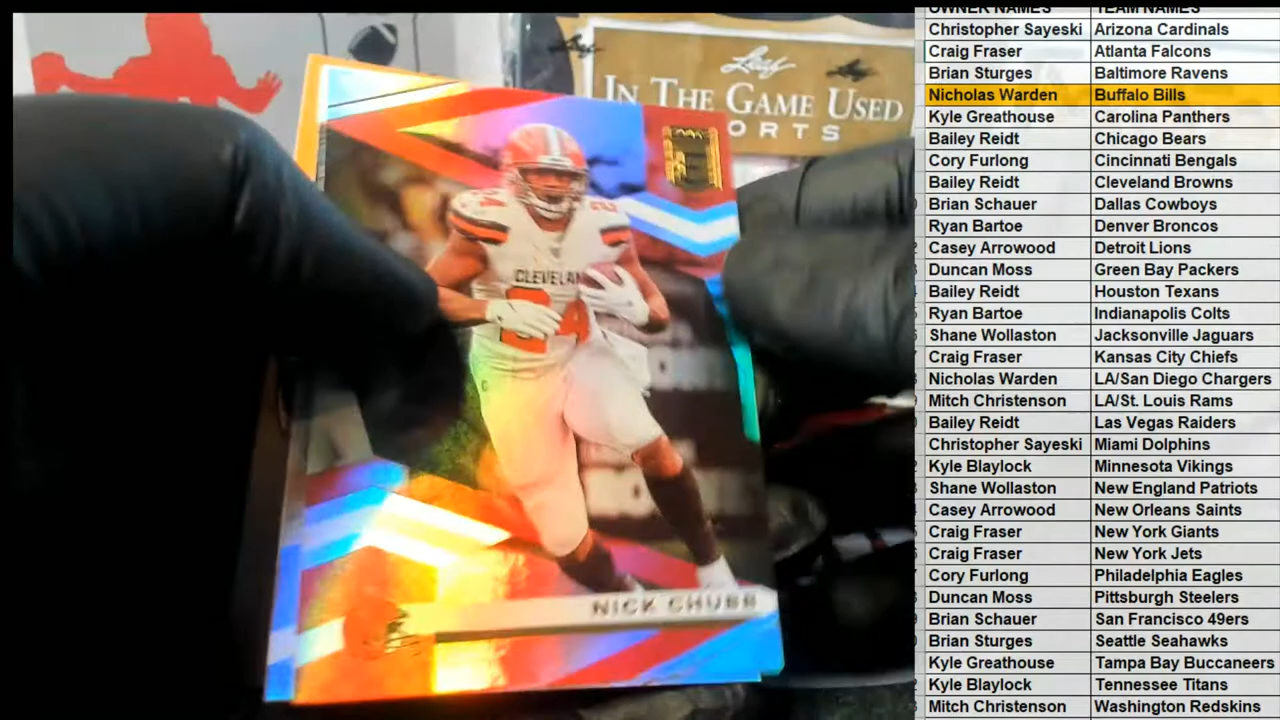 OWNER NAMES TEAM NAMES
Christopher Sayeski Arizona Cardinals
Craig Fraser Atlanta Falcons
Brian Sturges Baltimore Ravens
Nicholas Warden Buffalo Bills
Kyle Greathouse Carolina Panthers
Bailey Reidt Chicago Bears
Cory Furlong Cincinnati Bengals
Bailey Reidt Cleveland Browns
Brian Schauer Dallas Cowboys
Ryan Bartoe Denver Broncos
Casey Arrowood Detroit Lions
Duncan Moss Green Bay Packers
Bailey Reidt Houston Texans
Ryan Bartoe Indianapolis Colts
Shane Wollaston Jacksonville Jaguars
Craig Fraser Kansas City Chiefs
Nicholas Warden LA/San Diego Chargers
Mitch Christenson LA/St. Louis Rams
Bailey Reidt Las Vegas Raiders
Christopher Sayeski Miami Dolphins
Kyle Blaylock Minnesota Vikings
Shane Wollaston New England Patriots
Casey Arrowood New Orleans Saints
Craig Fraser New York Giants
Craig Fraser New York Jets
Cory Furlong Philadelphia Eagles
Duncan Moss Pittsburgh Steelers
Brian Schauer San Francisco 49ers
Brian Sturges Seattle Seahawks
Kyle Greathouse Tampa Bay Buccaneers
Kyle Blaylock Tennessee Titans
Mitch Christenson Washington Redskins
Leaf
IN THE GAME USED
ORTS
24
24
CLEVELAN
24
NICK CHUBB